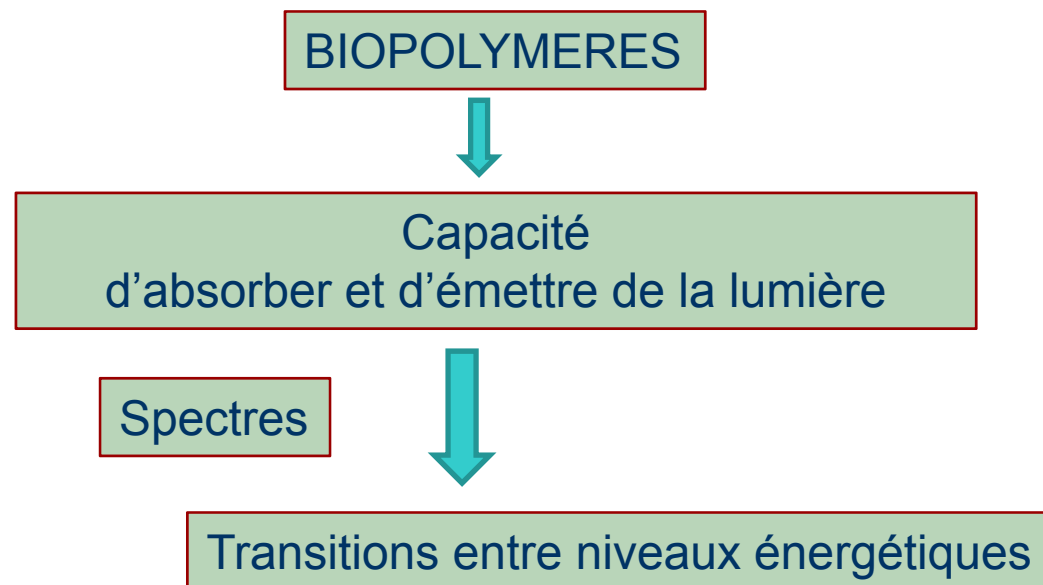 BIOPOLYMERES
Capacité
d’absorber et d’émettre de la lumière
Spectres
Transitions entre niveaux énergétiques